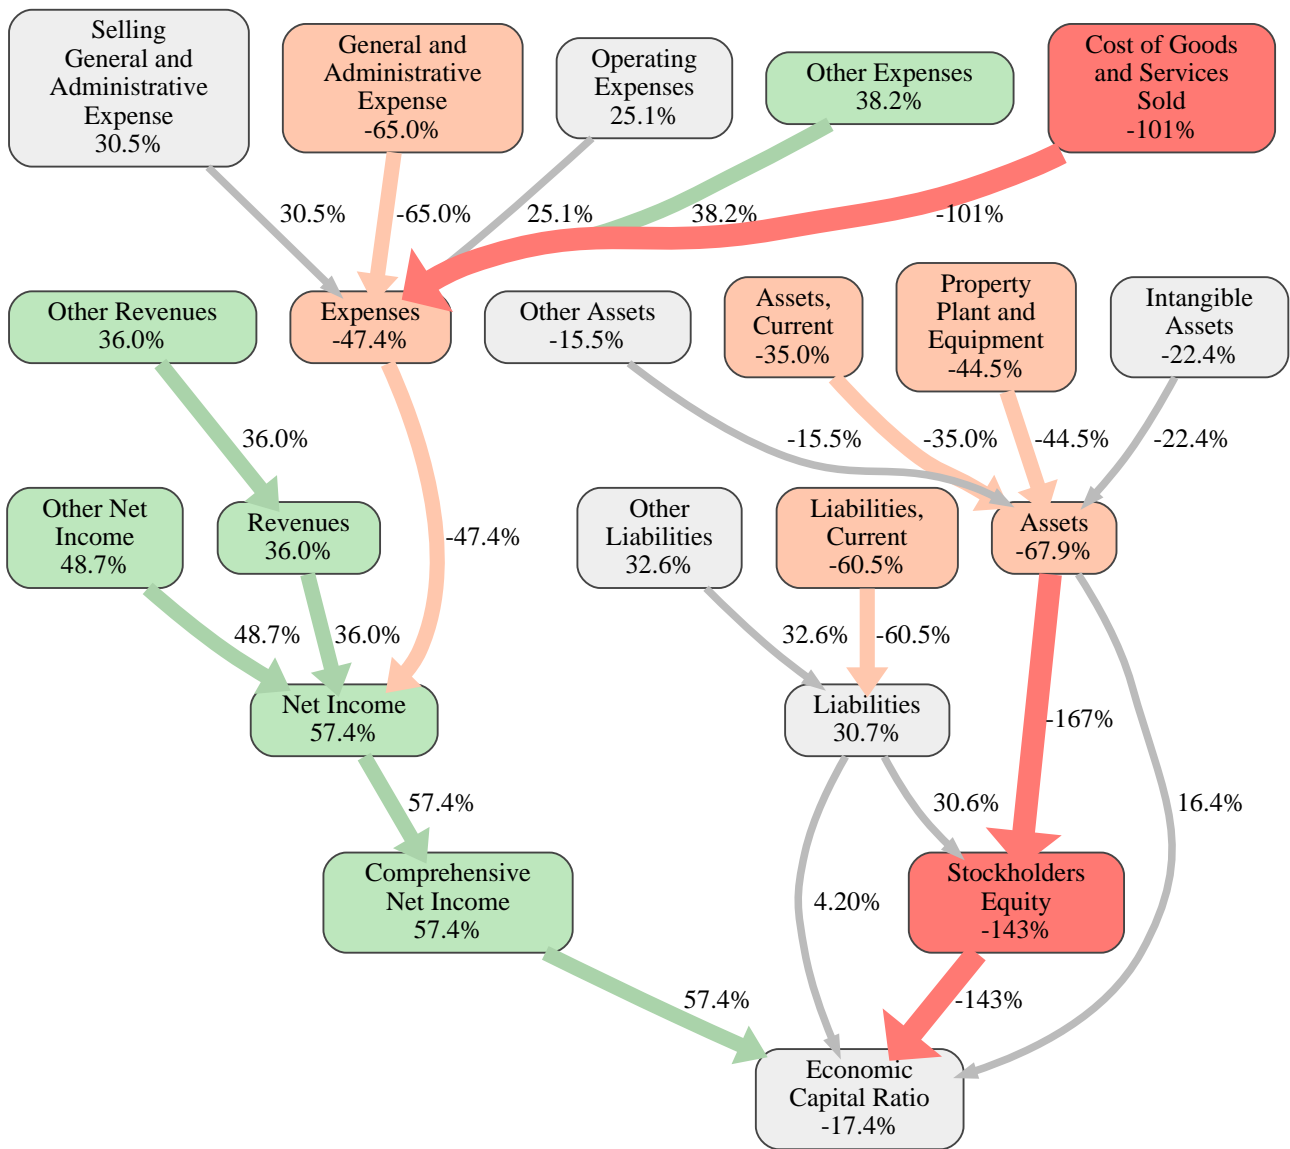 Selling
General and
Administrative
Expense
30.5%
General and
Administrative
Expense
-65.0%
Operating
Expenses
25.1%
Other Expenses
38.2%
Cost of Goods
and Services
Sold
-101%
30.5%
-65.0%
25.1%
38.2%
-101%
Other Revenues
36.0%
Expenses
-47.4%
Other Assets
-15.5%
Assets,
Current
-35.0%
Property
Plant and
Equipment
-44.5%
Intangible
Assets
-22.4%
36.0%
-15.5%
-35.0%
-44.5%
-22.4%
Other Net
Income
48.7%
Revenues
36.0%
-47.4%
Other
Liabilities
32.6%
Liabilities,
Current
-60.5%
Assets
-67.9%
48.7%
36.0%
32.6%
-60.5%
Net Income
57.4%
Liabilities
30.7%
-167%
57.4%
30.6%
16.4%
Comprehensive
Net Income
57.4%
4.20%
Stockholders
Equity
-143%
57.4%
-143%
Economic
Capital Ratio
-17.4%